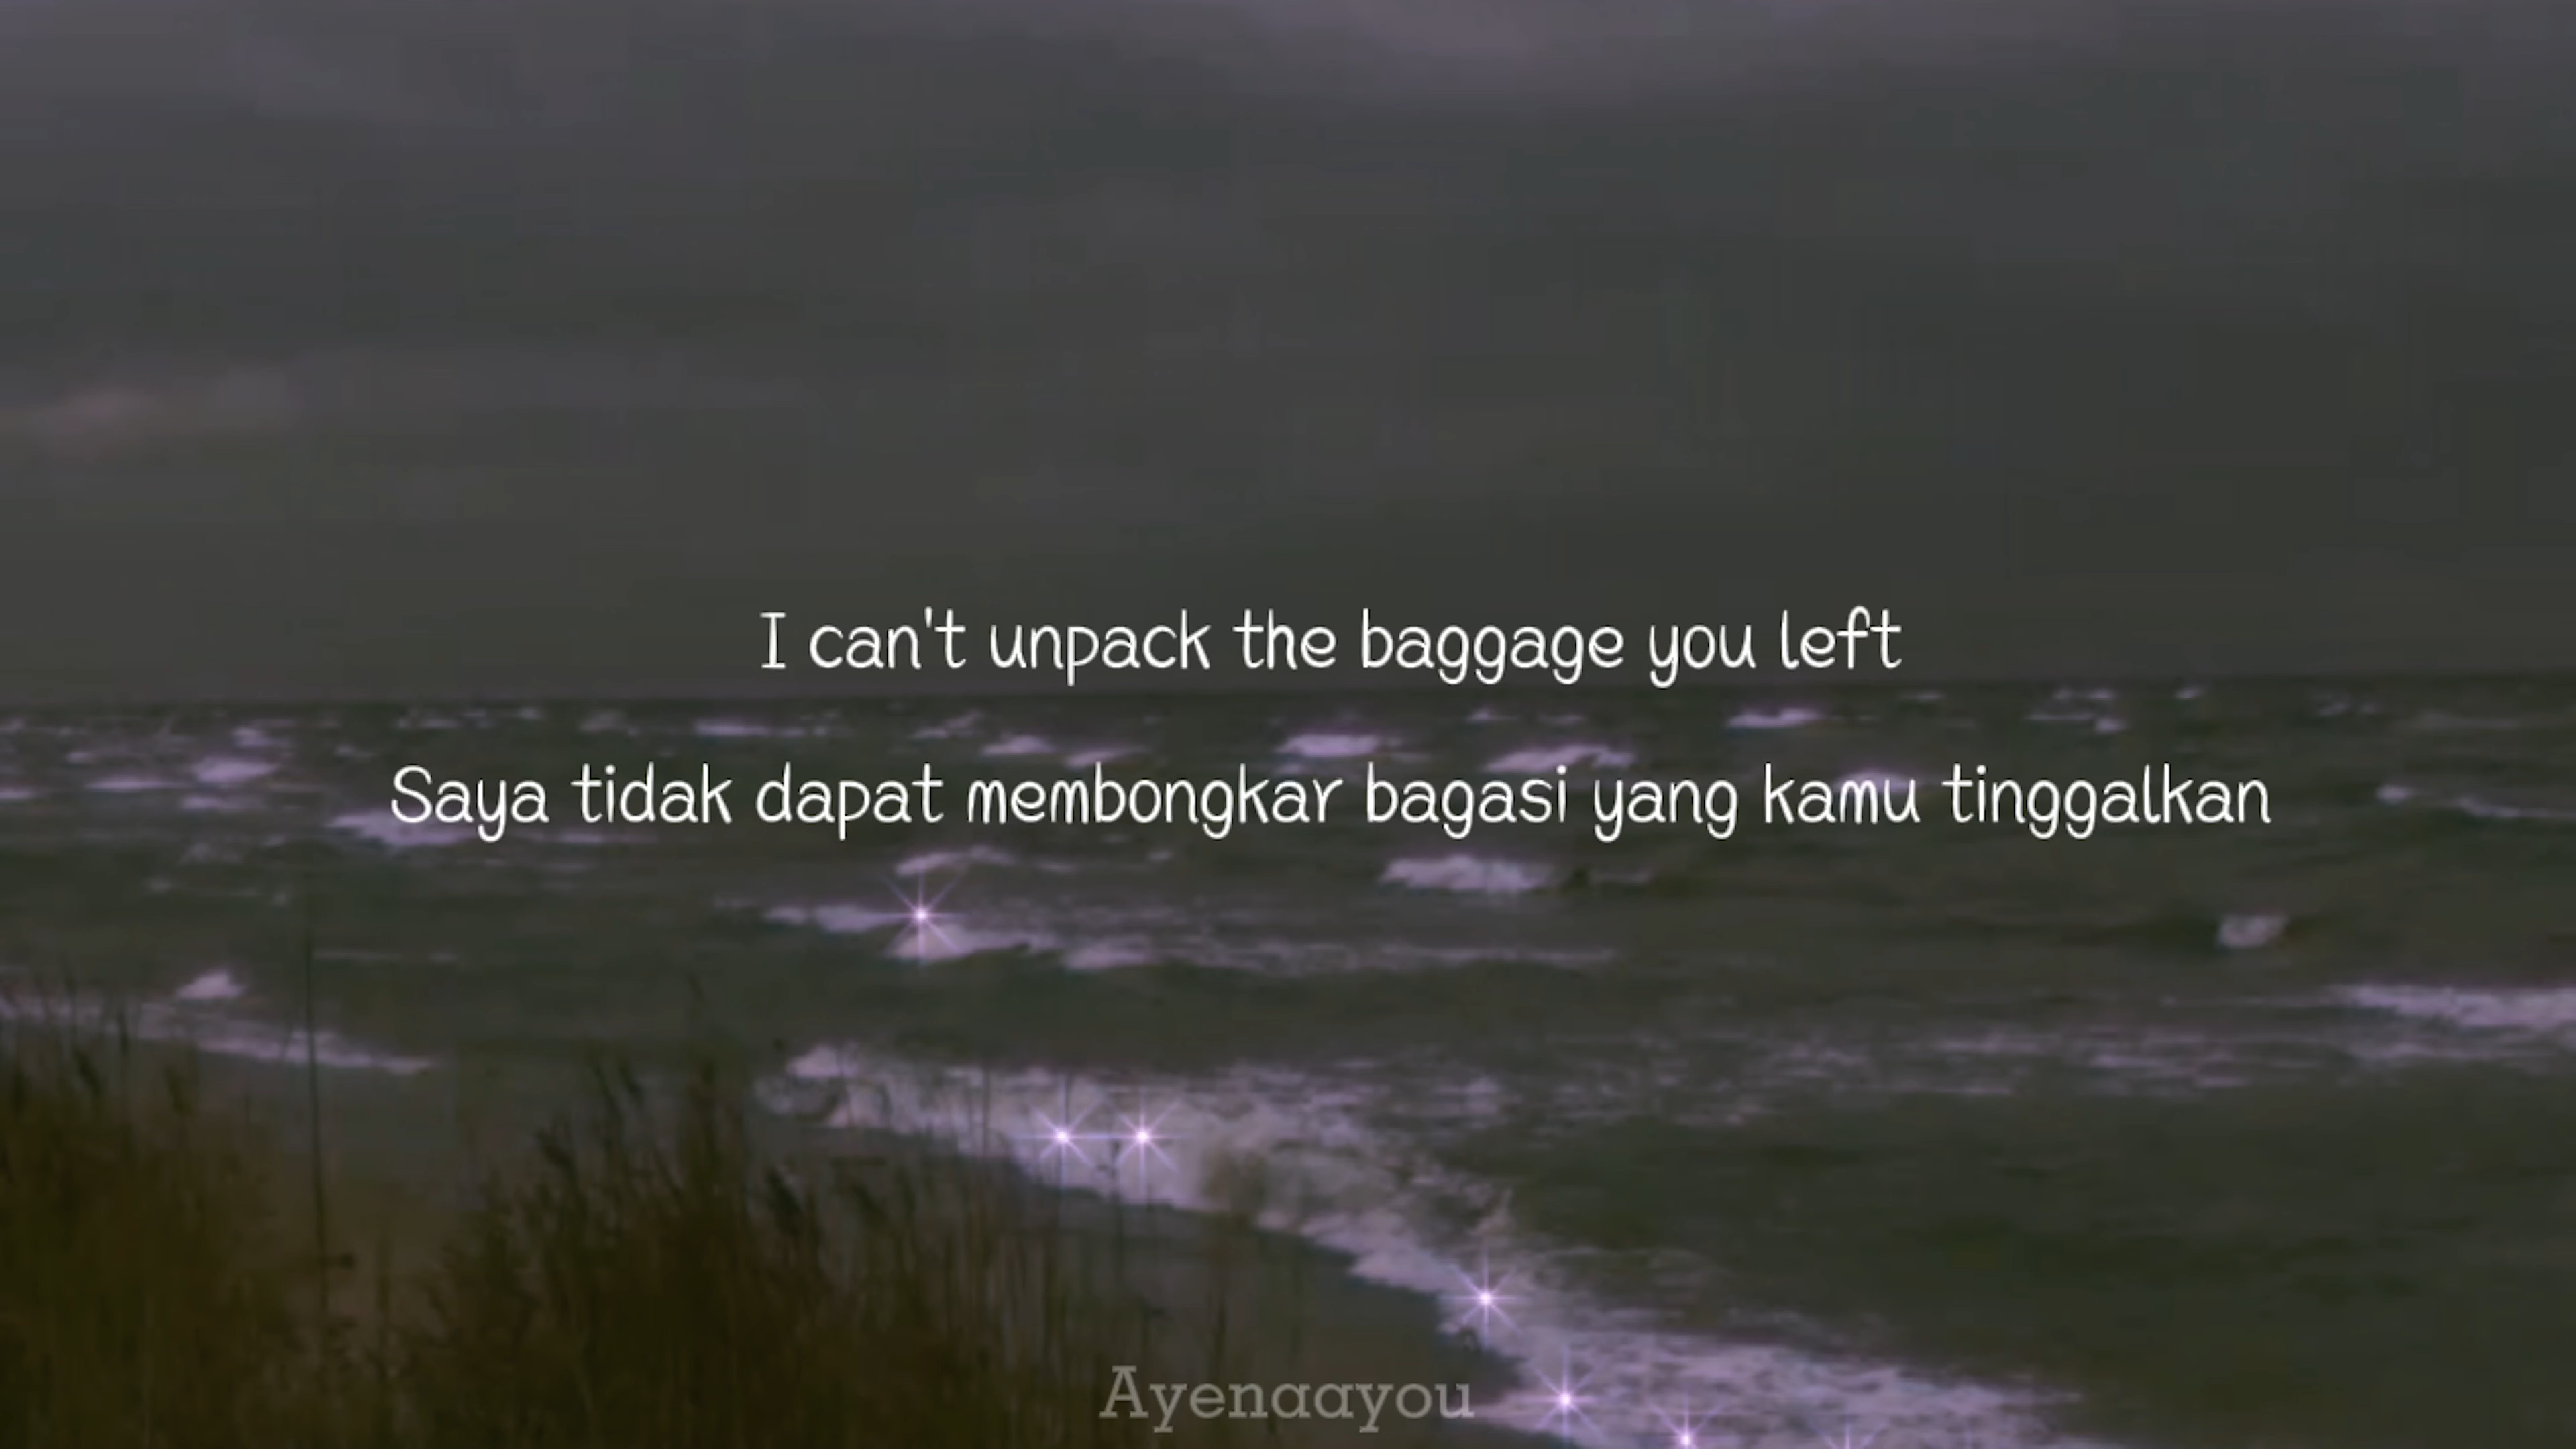 I can't unpack the baggage you left
Saya tidak dapat membongkar bagasi yang kamu tinggalkan
Ayenaayou